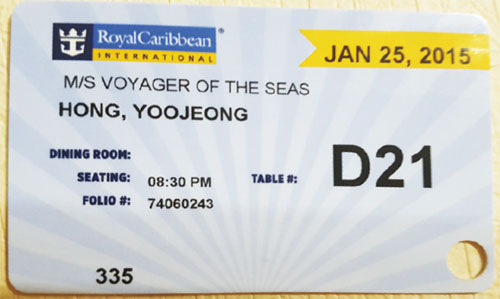 RoyalCaribbean®
INTERNATIONAL
JAN 25, 2015
M/S VOYAGER OF THE SEAS
HONG, YOOJEONG
DINING ROOM:
SEATING: 08:30 PM TABLE #: D21
FOLIO #: 74060243
335